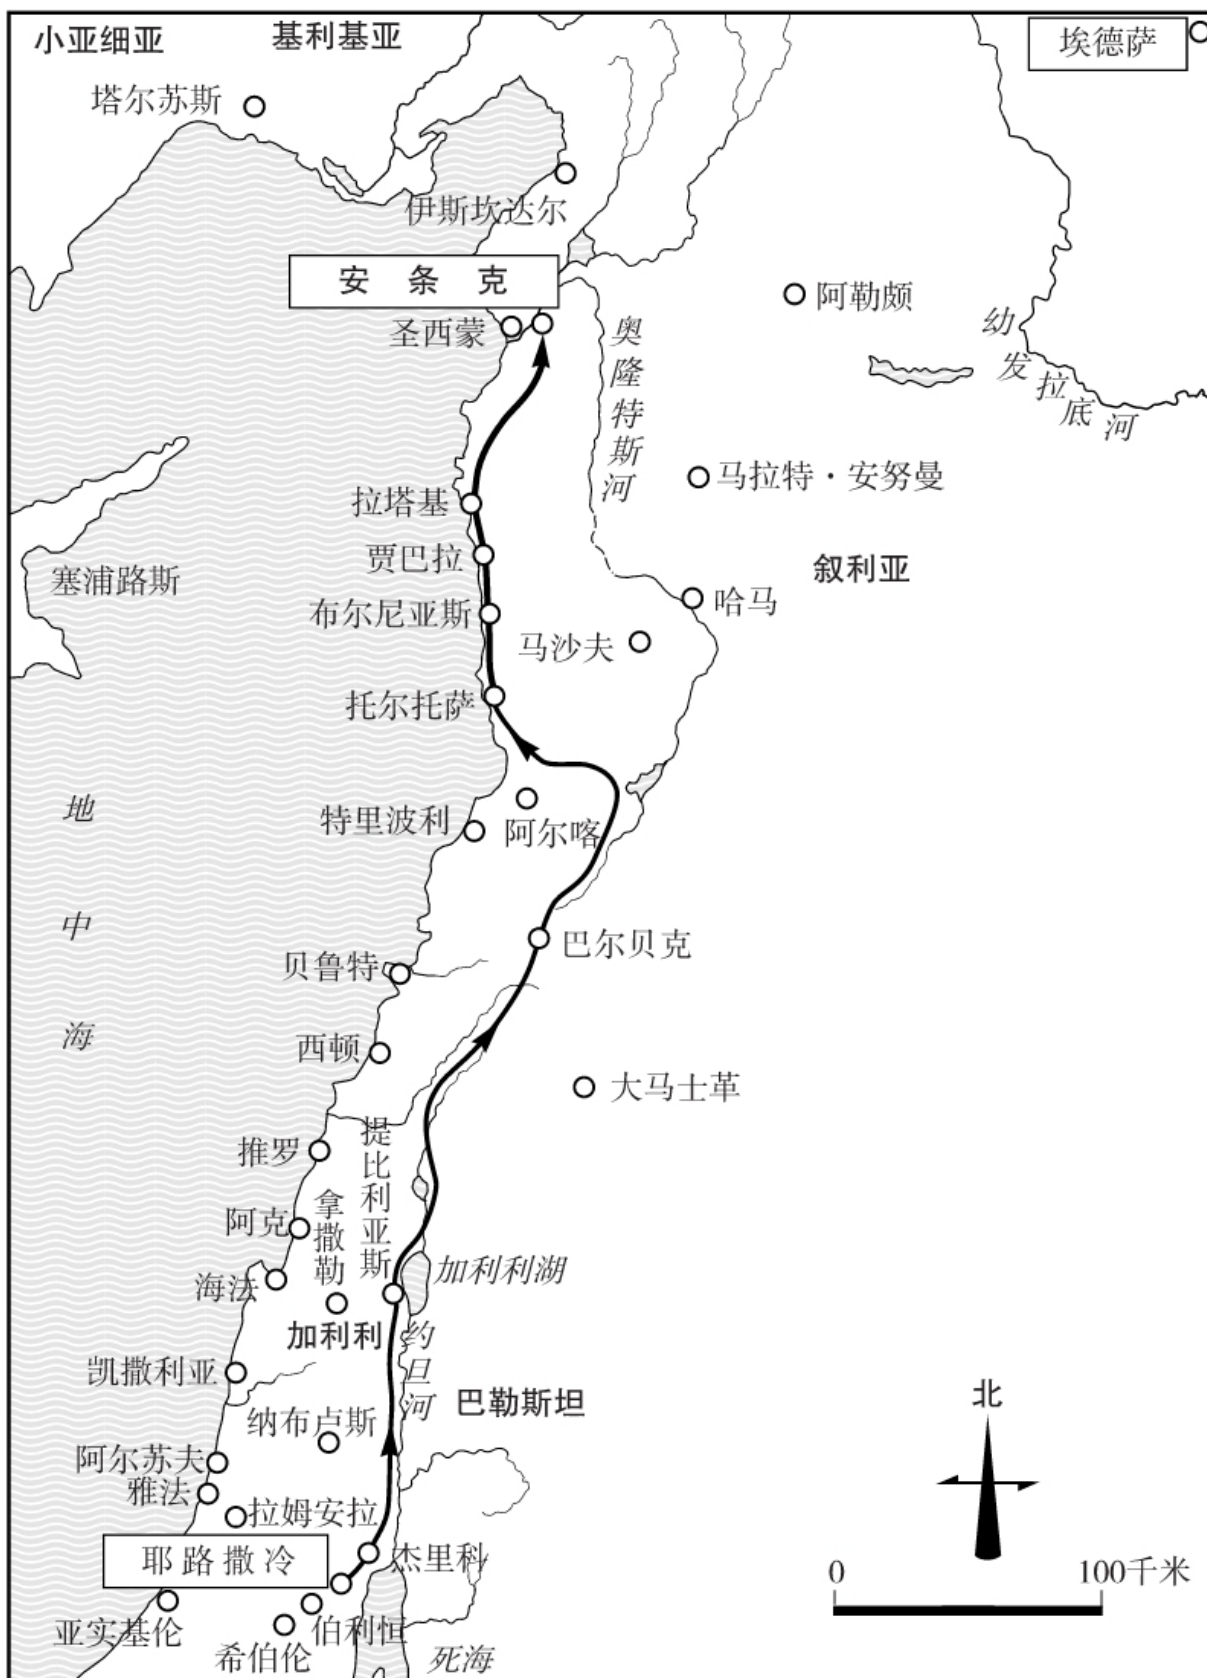 小亚细亚
基利基亚
埃德萨
塔尔苏斯
伊斯坎达尔
安条克
阿勒颇
圣西蒙
奥隆特斯河
幼发拉底河
拉塔基
马拉特·安努曼
贾巴拉
叙利亚
塞浦路斯
哈马
布尔尼亚斯
马沙夫
托尔托萨
地中海
特里波利
阿尔喀
巴尔贝克
贝鲁特
西顿
大马士革
推罗
提比利亚斯
拿撒勒
阿克
加利利湖
海法
加利利
约旦河
凯撒利亚
巴勒斯坦
北
纳布卢斯
阿尔苏夫
雅法
拉姆安拉
耶路撒冷
杰里科
0
100千米
亚实基伦
伯利恒
希伯伦
死海